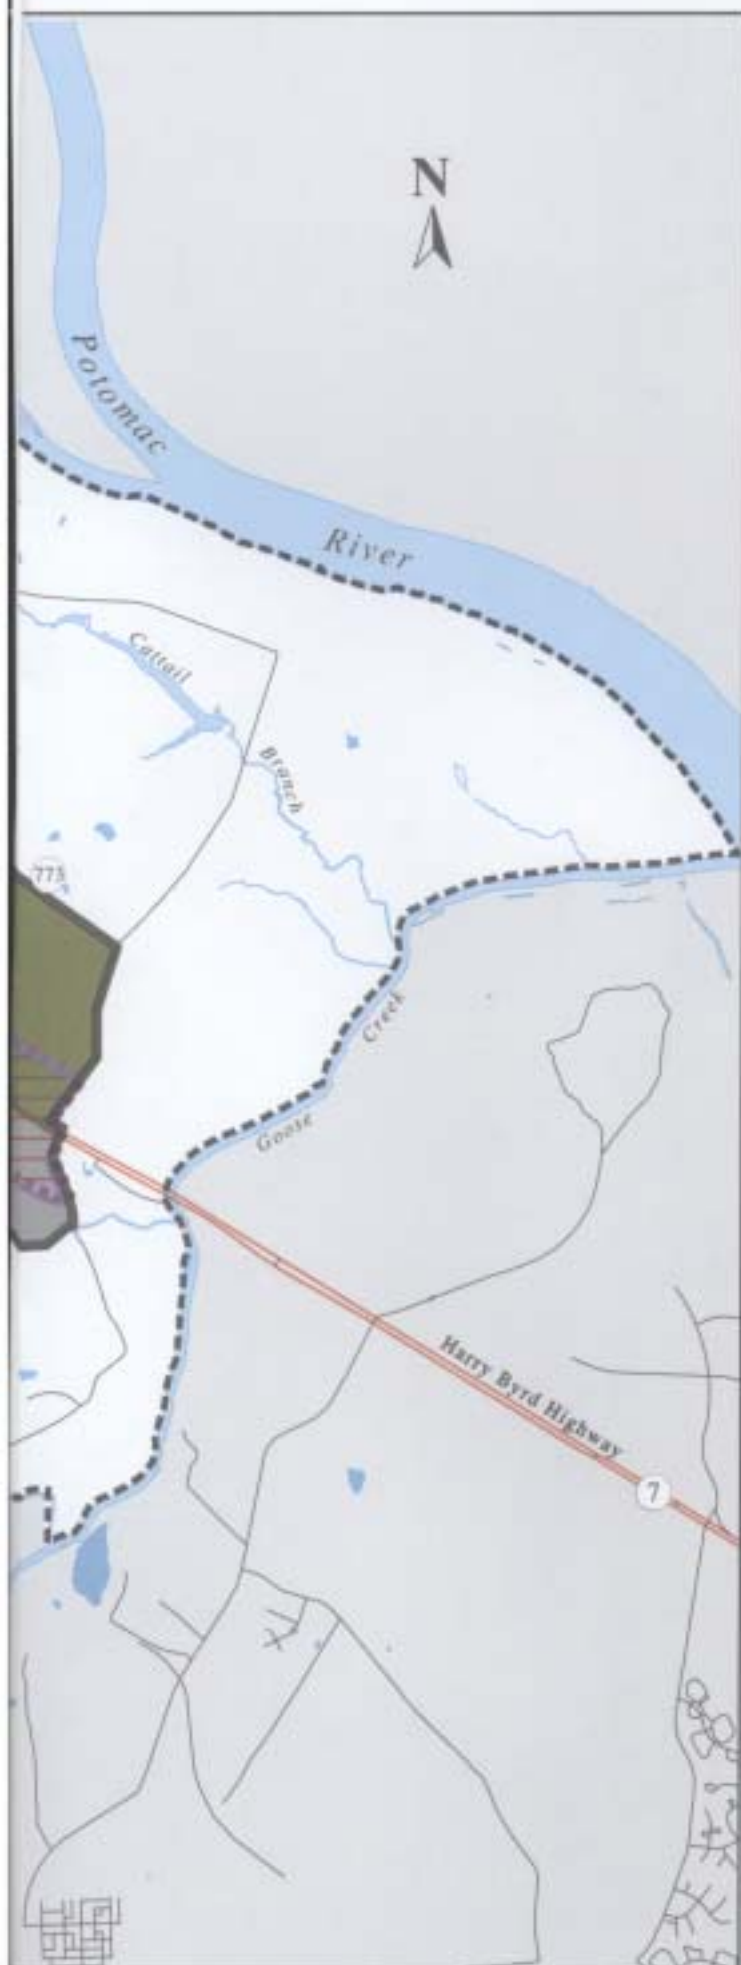 N
Potomac
River
Cattail
Branch
773
Creek
Goose
Harry Byrd Highway
7